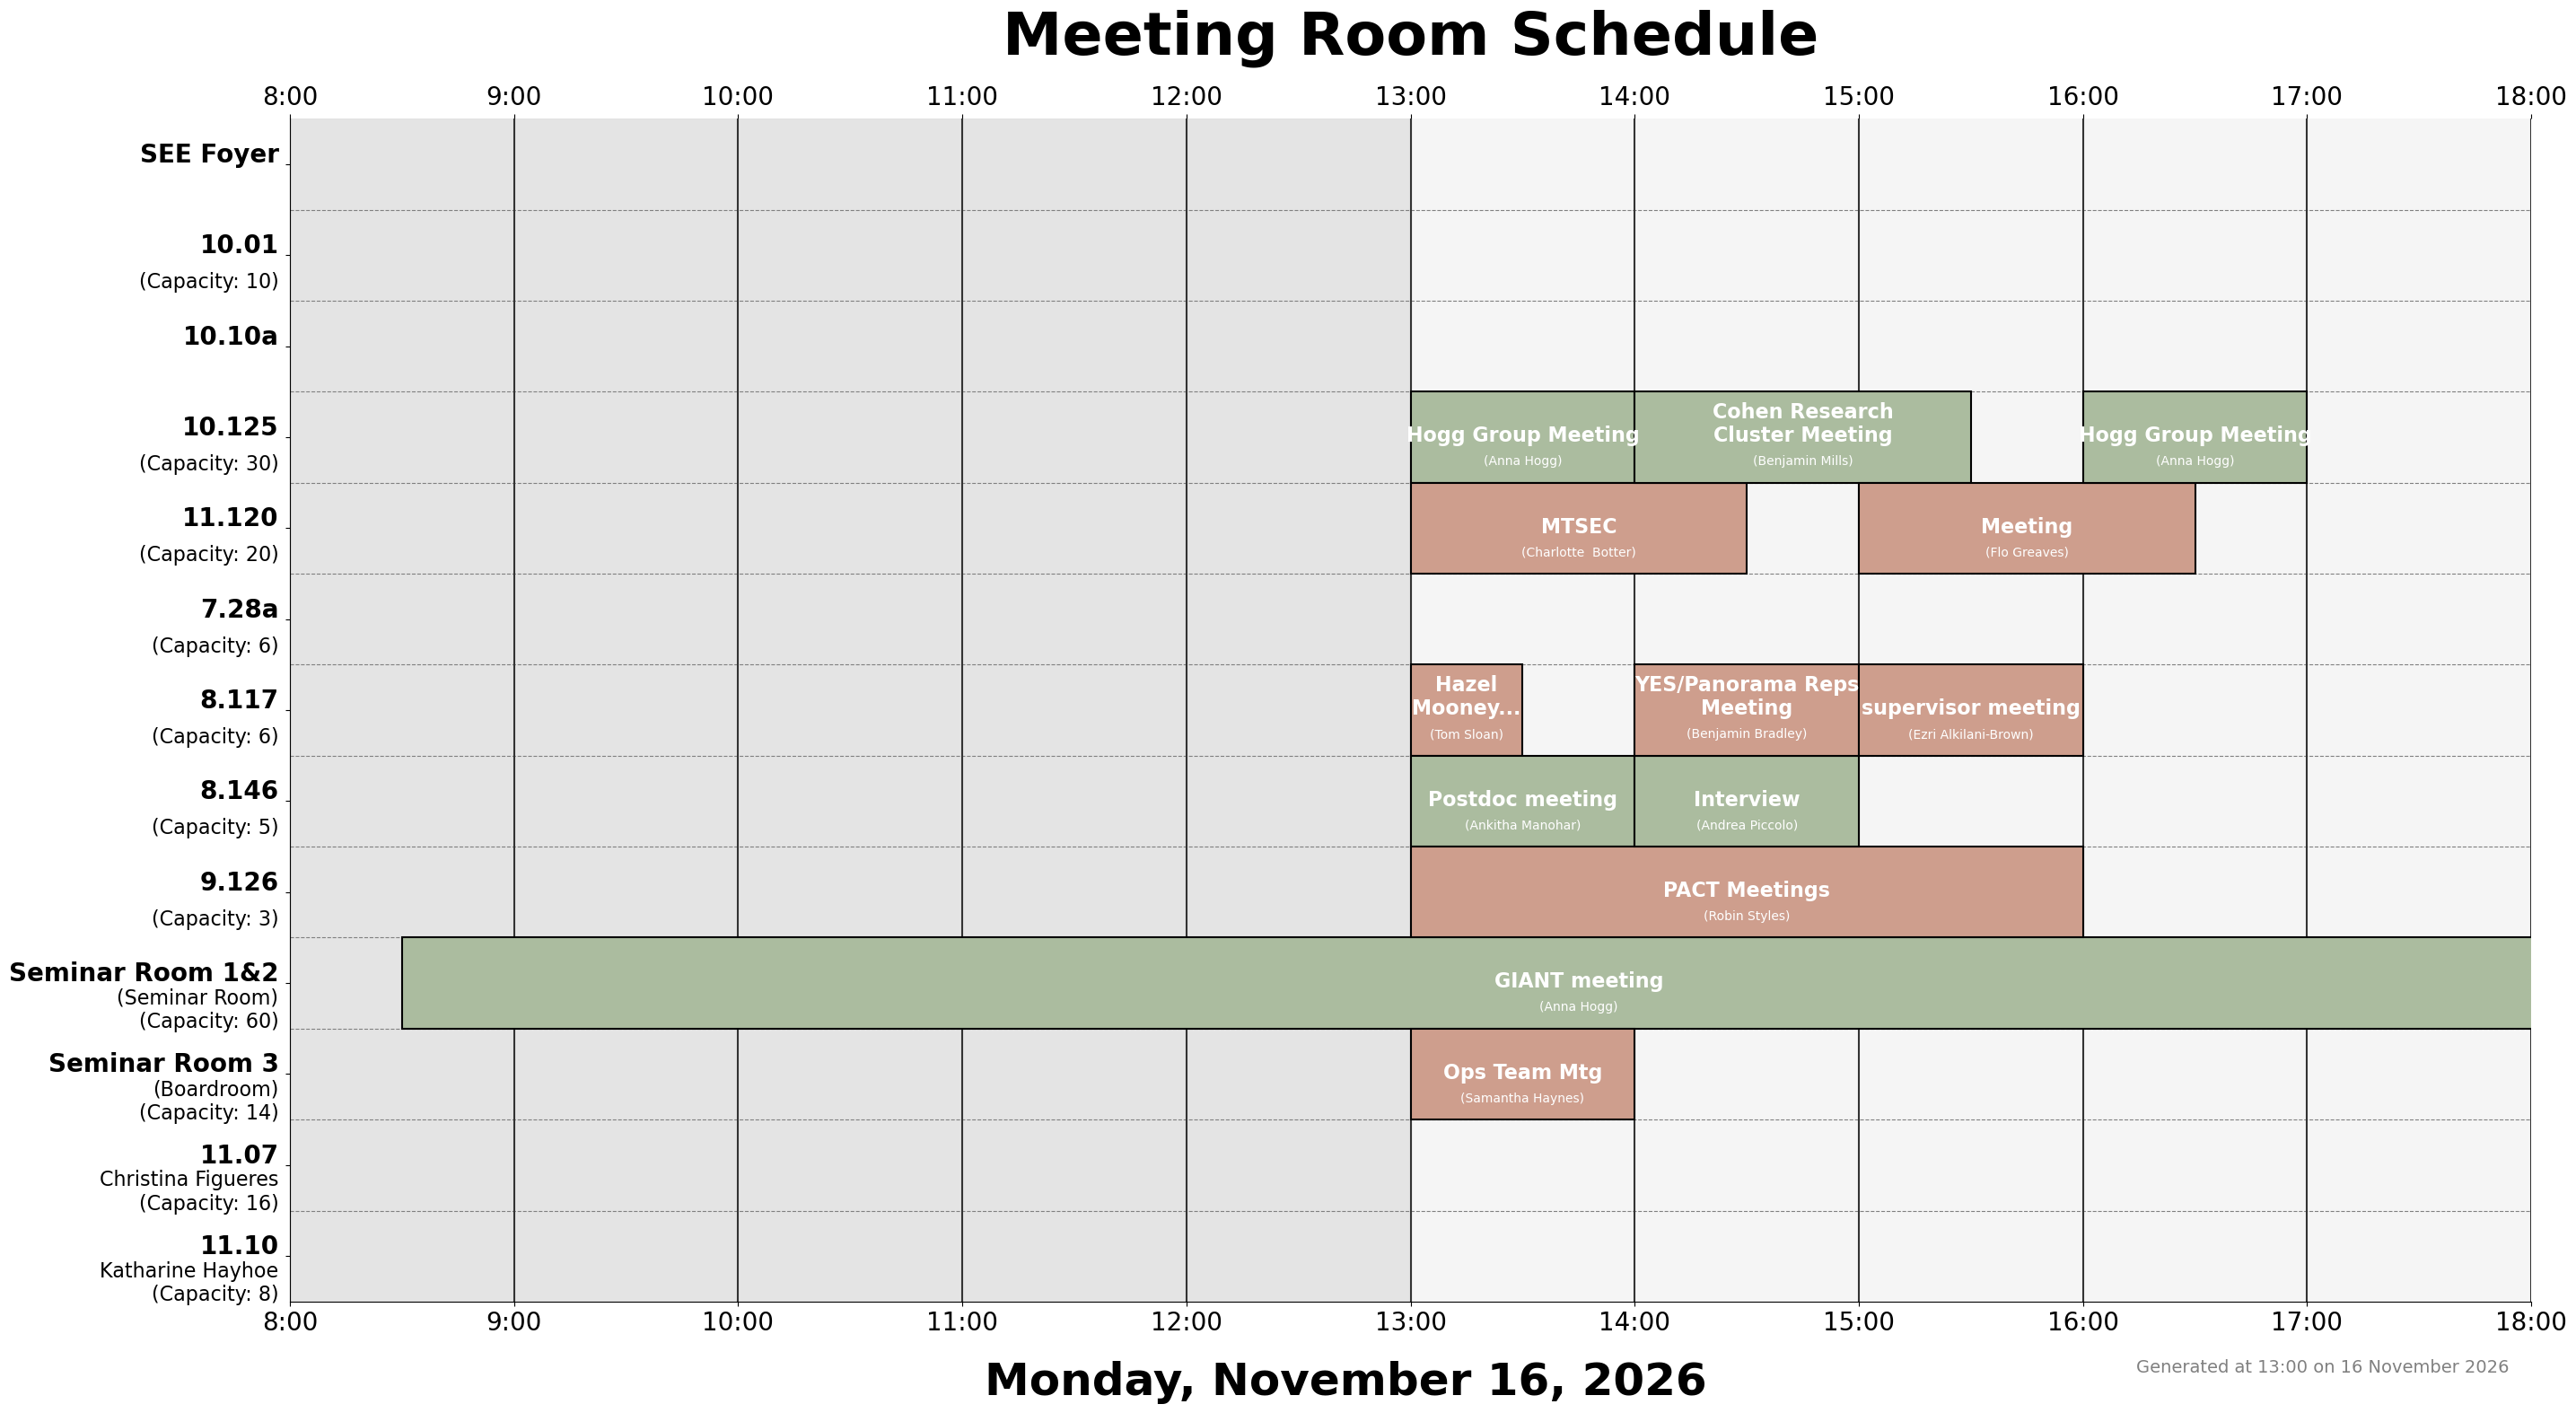 Meeting Room Schedule
8:00 9:00 10:00 11:00 12:00 13:00 14:00 15:00 16:00 17:00 18:00
SEE Foyer
10.01
(Capacity: 10)
10.10a
10.125
(Capacity: 30)
Hogg Group Meeting
(Anna Hogg)
Cohen Research
Cluster Meeting
(Benjamin Mills)
Hogg Group Meeting
(Anna Hogg)
11.120
(Capacity: 20)
MTSEC
(Charlotte  Botter)
Meeting
(Flo Greaves)
7.28a
(Capacity: 6)
8.117
(Capacity: 6)
Hazel
Mooney...
(Tom Sloan)
YES/Panorama Reps
Meeting
(Benjamin Bradley)
supervisor meeting
(Ezri Alkilani-Brown)
8.146
(Capacity: 5)
Postdoc meeting
(Ankitha Manohar)
Interview
(Andrea Piccolo)
9.126
(Capacity: 3)
PACT Meetings
(Robin Styles)
Seminar Room 1&2
(Seminar Room)
(Capacity: 60)
GIANT meeting
(Anna Hogg)
Seminar Room 3
(Boardroom)
(Capacity: 14)
Ops Team Mtg
(Samantha Haynes)
11.07
Christina Figueres
(Capacity: 16)
11.10
Katharine Hayhoe
(Capacity: 8)
8:00 9:00 10:00 11:00 12:00 13:00 14:00 15:00 16:00 17:00 18:00
Monday, November 16, 2026
Generated at 13:00 on 16 November 2026